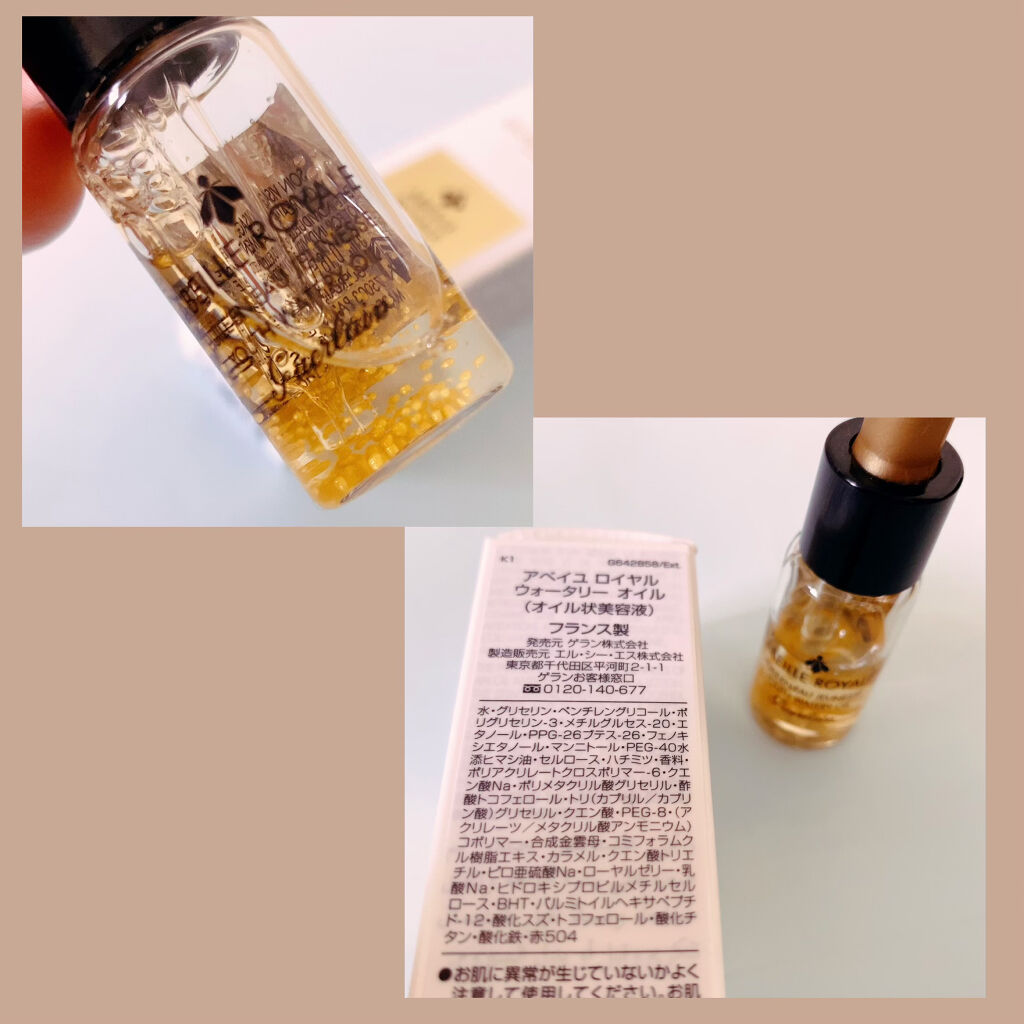 ABEILLE ROYALE
Guerlain
K1
G642858/Ext.
アベイユ ロイヤル
ウォータリー オイル
(オイル状美容液)
フランス製
発売元 ゲラン株式会社
製造販売元 エル・シー・エス株式会社
東京都千代田区平河町2-1-1
ゲランお客様窓口
0120-140-677
水・グリセリン・ペンチレングリコール・ポ
リグリセリン-3・メチルグルセス-20・エ
タノール・PPG-26ブテス-26・フェノキ
シエタノール・マンニトール・PEG-40水
添ヒマシ油・セルロース・ハチミツ・香料・
ポリアクリレートクロスポリマー-6・クエ
ン酸Na・ポリメタクリル酸グリセリル・酢
酸トコフェロール・トリ(カプリル/カプリ
ン酸)グリセリル・クエン酸・PEG-8・(ア
クリレーツ/メタクリル酸アンモニウム)
コポリマー・合成金雲母・コミフォラムク
ル樹脂エキス・カラメル・クエン酸トリエ
チル・ピロ亜硫酸Na・ローヤルゼリー・乳
酸Na・ヒドロキシプロピルメチルセル
ロース・BHT・パルミトイルヘキサペプチ
ド-12・酸化スズ・トコフェロール・酸化チ
タン・酸化鉄・赤504
●お肌に異常が生じていないかよく
注意して使用してください。お肌
ROYALE